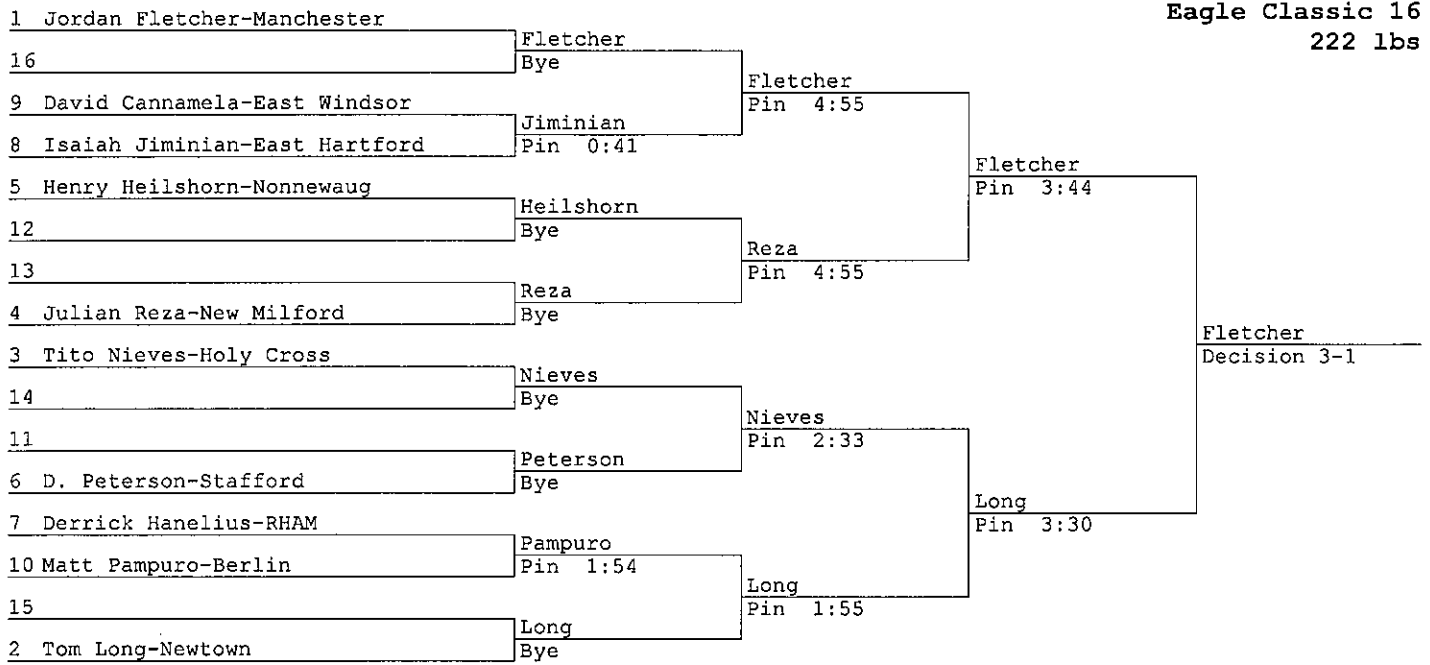 Eagle Classic 16
222 lbs
1 Jordan Fletcher-Manchester
16
9 David Cannamela-East Windsor
8 Isaiah Jiminian-East Hartford
5 Henry Heilshorn-Nonnewaug
12
13
4 Julian Reza-New Milford
3 Tito Nieves-Holy Cross
14
11
6 D. Peterson-Stafford
7 Derrick Hanelius-RHAM
10 Matt Pampuro-Berlin
15
2 Tom Long-Newtown
Fletcher
Bye
Jiminian
Pin 0:41
Heilshorn
Bye
Reza
Bye
Nieves
Bye
Peterson
Bye
Pampuro
Pin 1:54
Long
Bye
Fletcher
Pin 4:55
Reza
Pin 4:55
Nieves
Pin 2:33
Long
Pin 1:55
Fletcher
Pin 3:44
Long
Pin 3:30
Fletcher
Decision 3-1